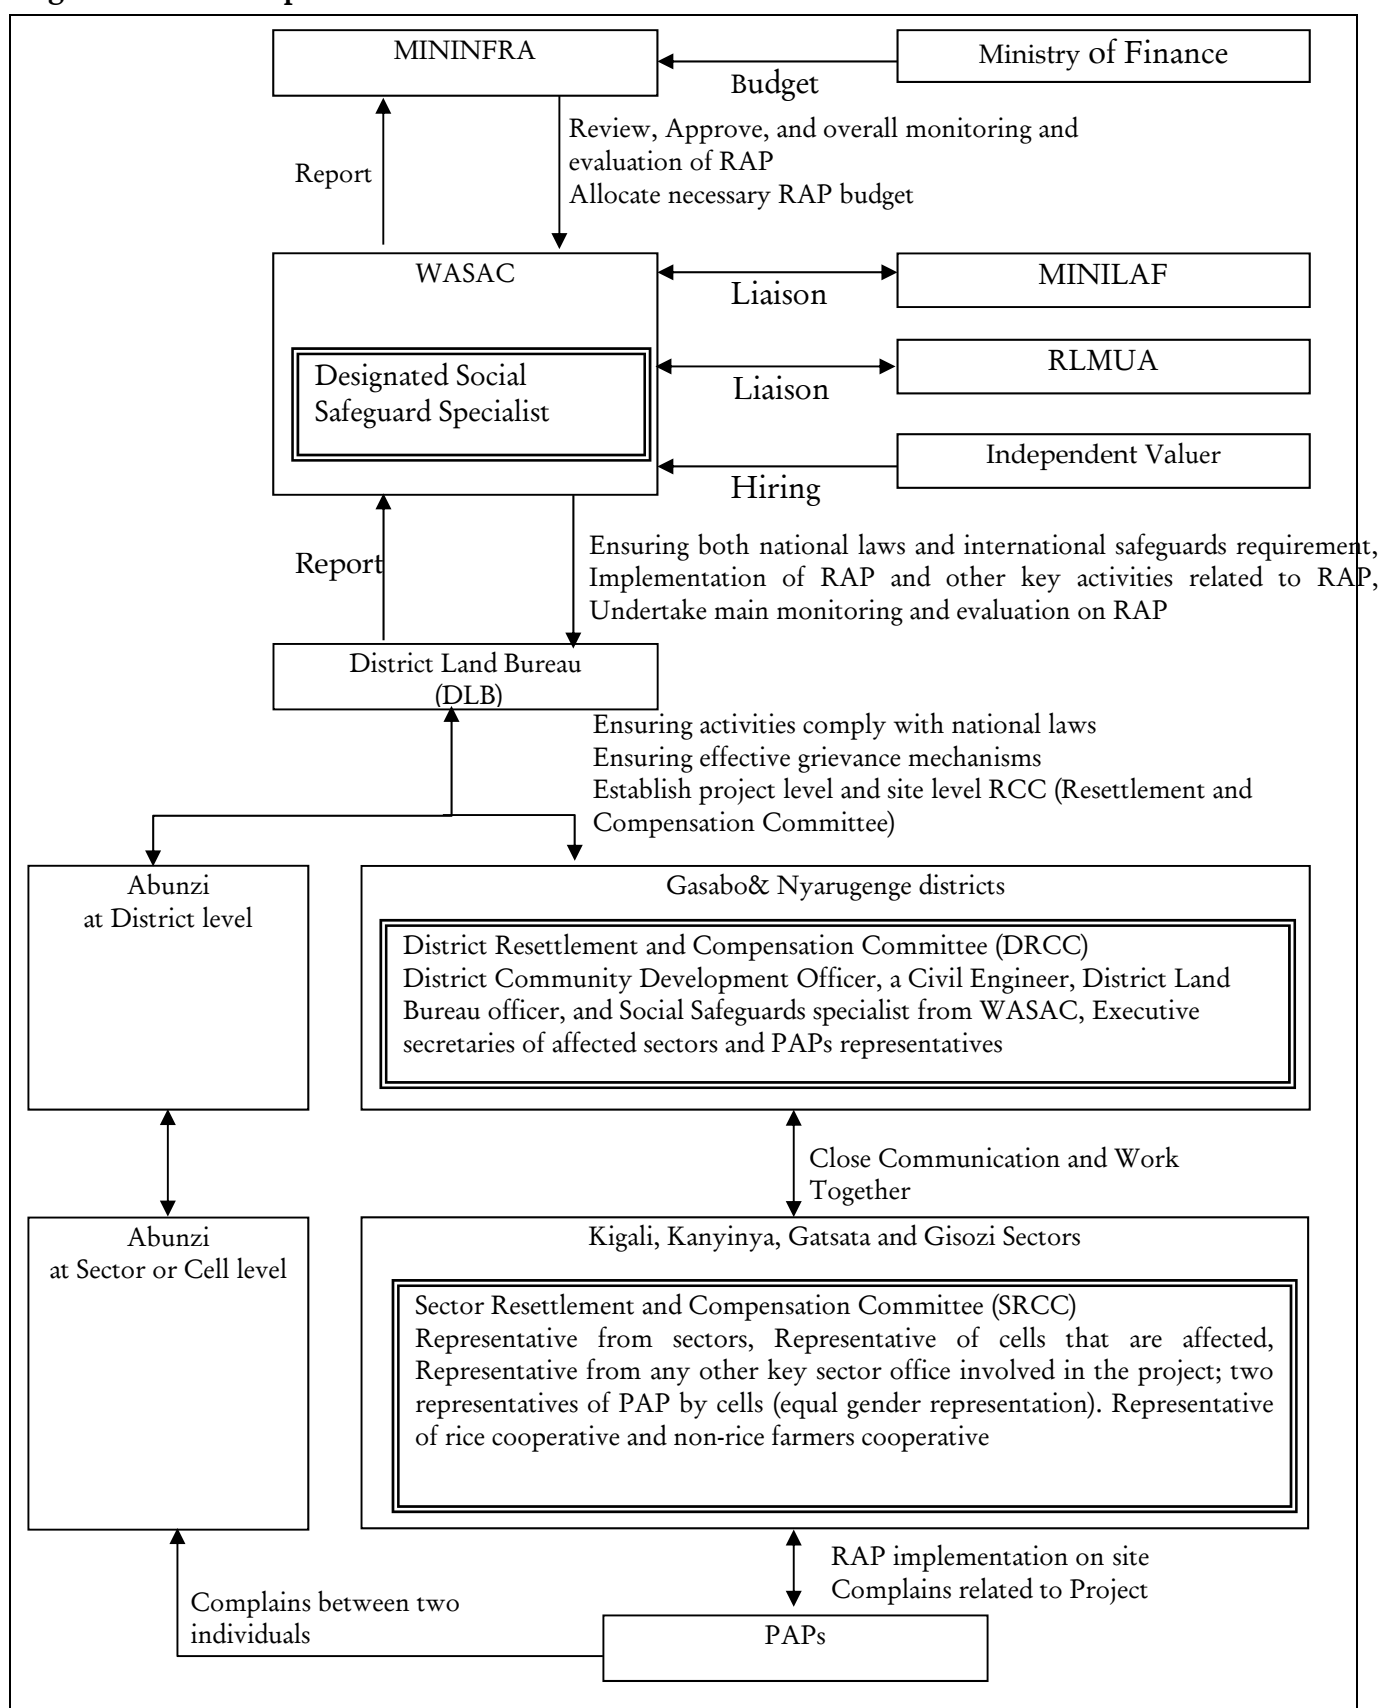 MININFRA
Ministry of Finance
Budget
Review, Approve, and overall monitoring and
evaluation of RAP
Allocate necessary RAP budget
Report
WASAC
Designated Social
Safeguard Specialist
Liaison
MINILAF
Liaison
RLMUA
Hiring
Independent Valuer
Report
Ensuring both national laws and international safeguards requirement,
Implementation of RAP and other key activities related to RAP,
Undertake main monitoring and evaluation on RAP
District Land Bureau
(DLB)
Ensuring activities comply with national laws
Ensuring effective grievance mechanisms
Establish project level and site level RCC (Resettlement and
Compensation Committee)
Abunzi
at District level
Gasabo& Nyarugenge districts
District Resettlement and Compensation Committee (DRCC)
District Community Development Officer, a Civil Engineer, District Land
Bureau officer, and Social Safeguards specialist from WASAC, Executive
secretaries of affected sectors and PAPs representatives
Close Communication and Work
Together
Abunzi
at Sector or Cell level
Kigali, Kanyinya, Gatsata and Gisozi Sectors
Sector Resettlement and Compensation Committee (SRCC)
Representative from sectors, Representative of cells that are affected,
Representative from any other key sector office involved in the project; two
representatives of PAP by cells (equal gender representation). Representative
of rice cooperative and non-rice farmers cooperative
RAP implementation on site
Complains related to Project
Complains between two
individuals
PAPs